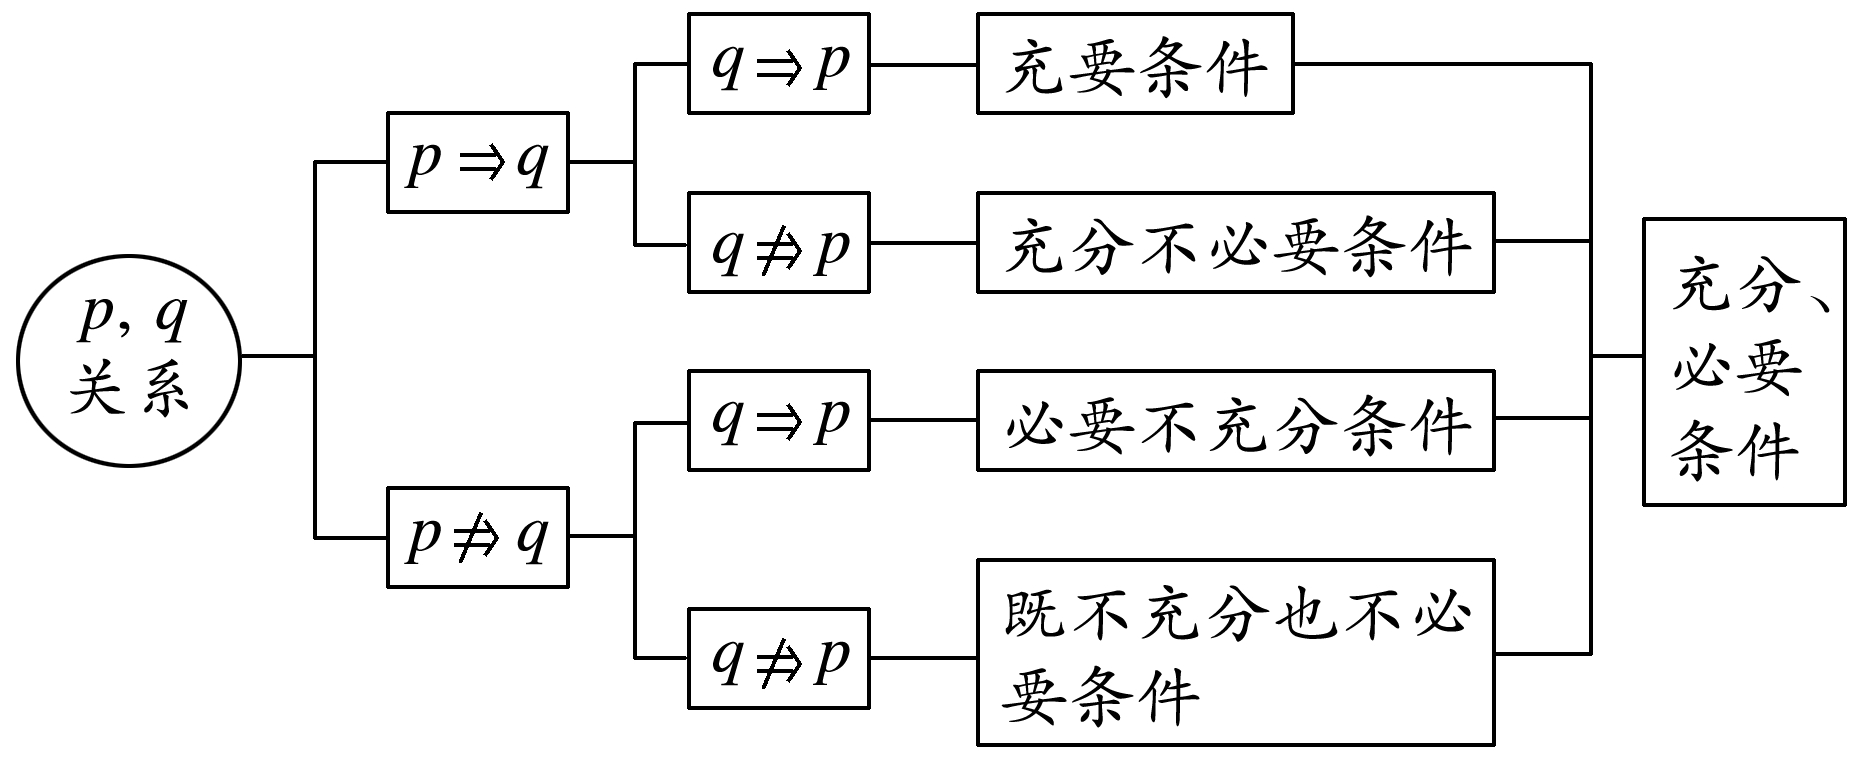 p, q
关系
p⇒q
q⇒p
充要条件
q⇏p
充分不必要条件
p⇏q
q⇒p
必要不充分条件
q⇏p
既不充分也不必
要条件
充分、
必要
条件